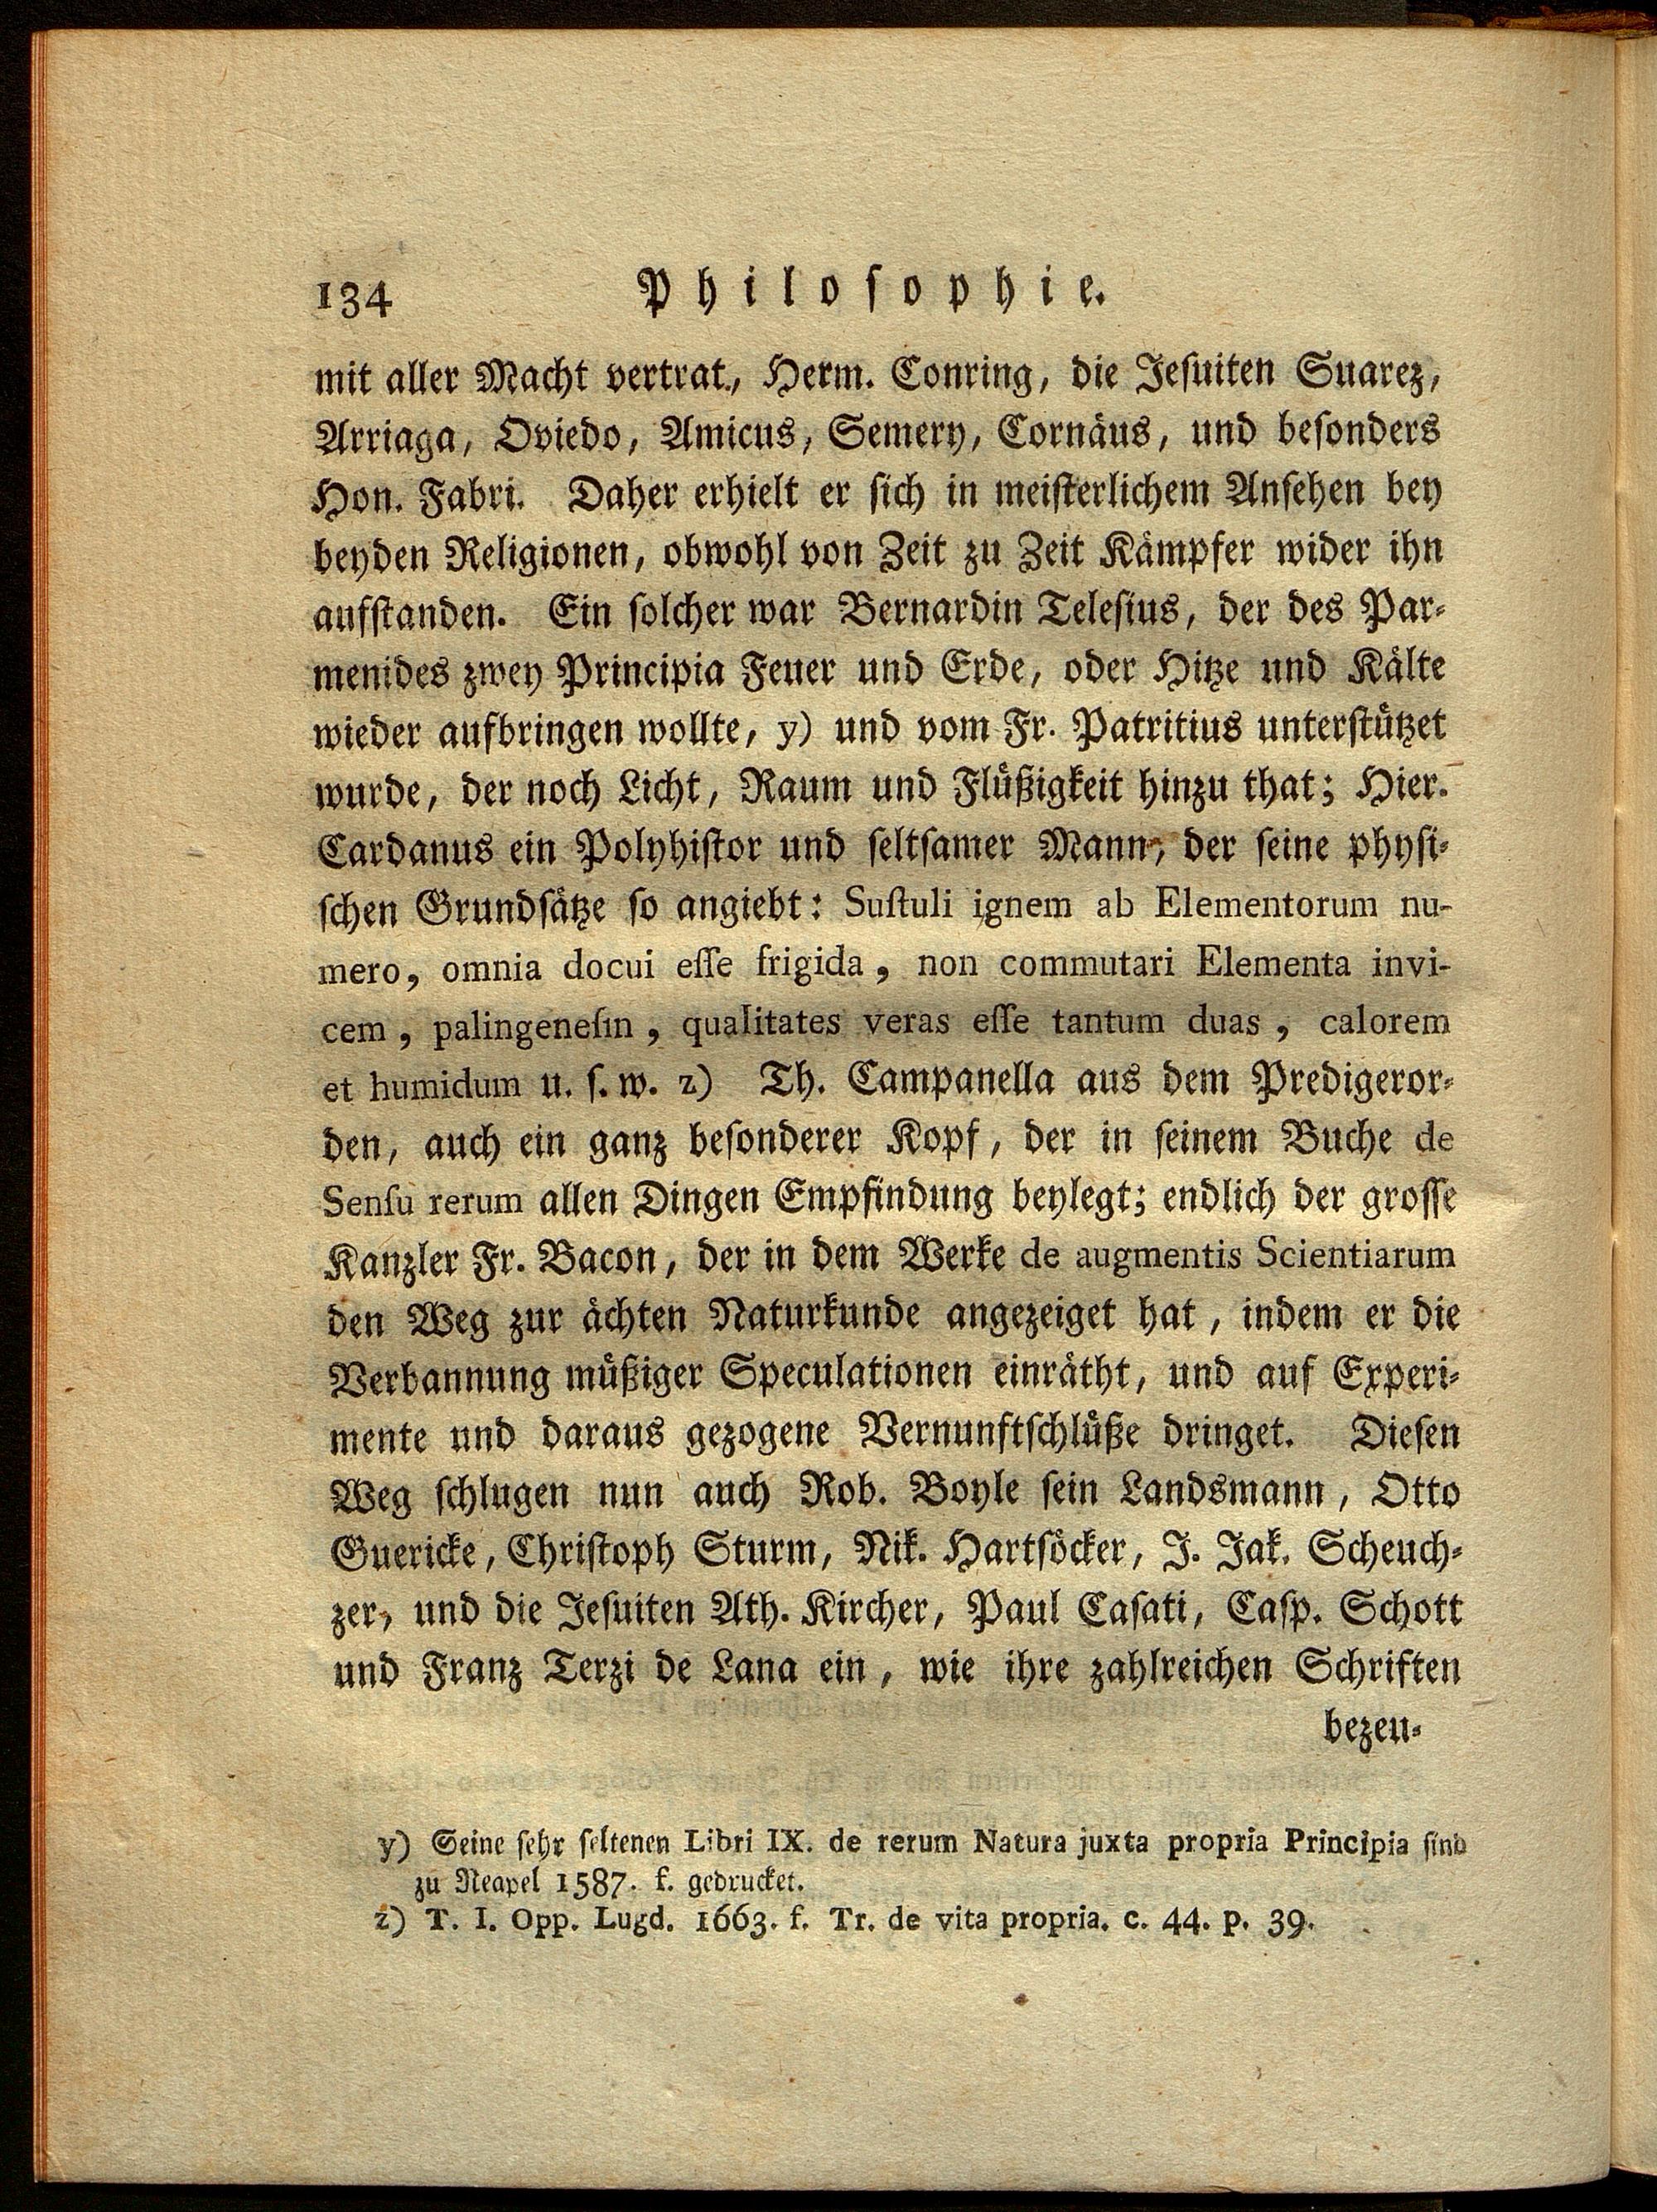 134 Philosophie.
mit aller Macht vertrat, Herm. Conring, die Jesuiten Suarez,
Arriaga, Oviedo, Amicus, Semery, Cornäus, und besonders
Hon. Fabri. Daher erhielt er sich in meisterlichem Ansehen bey
beyden Religionen, obwohl von Zeit zu Zeit Kämpfer wider ihn
aufstanden. Ein solcher war Bernardin Telesius, der des Par-
menides zwey Principia Feuer und Erde, oder Hitze und Kälte
wieder aufbringen wollte, y) und vom Fr. Patritius unterstützet
wurde, der noch Licht, Raum und Flüßigkeit hinzu that; Hier.
Cardanus ein Polyhistor und seltsamer Mann, der seine physi-
schen Grundsätze so angiebt: Sustuli ignem ab Elementorum nu-
mero, omnia docui esse frigida, non commutari Elementa invi-
cem, palingenesin, qualitates veras esse tantum duas, calorem
et humidum u. s. w. z) Th. Campanella aus dem Predigeror-
den, auch ein ganz besonderer Kopf, der in seinem Buche de
Sensu rerum allen Dingen Empfindung beylegt; endlich der grosse
Kanzler Fr. Bacon, der in dem Werke de augmentis Scientiarum
den Weg zur ächten Naturkunde angezeiget hat, indem er die
Verbannung müßiger Speculationen einräth, und auf Experi-
mente und daraus gezogene Vernunftschlüße dringet. Diesen
Weg schlugen nun auch Rob. Boyle sein Landsmann, Otto
Guericke, Christoph Sturm, Nik. Hartsöcker, J. Jak. Scheuch-
zer, und die Jesuiten Ath. Kircher, Paul Casati, Casp. Schott
und Franz Terzi de Lana ein, wie ihre zahlreichen Schriften
bezeu-
y) Seine sehr seltenen Libri IX. de rerum Natura juxta propria Principia sind
zu Neapel 1587. f. gedrucket.
z) T. I. Opp. Lugd. 1663. f. Tr. de vita propria. c. 44. p. 39.